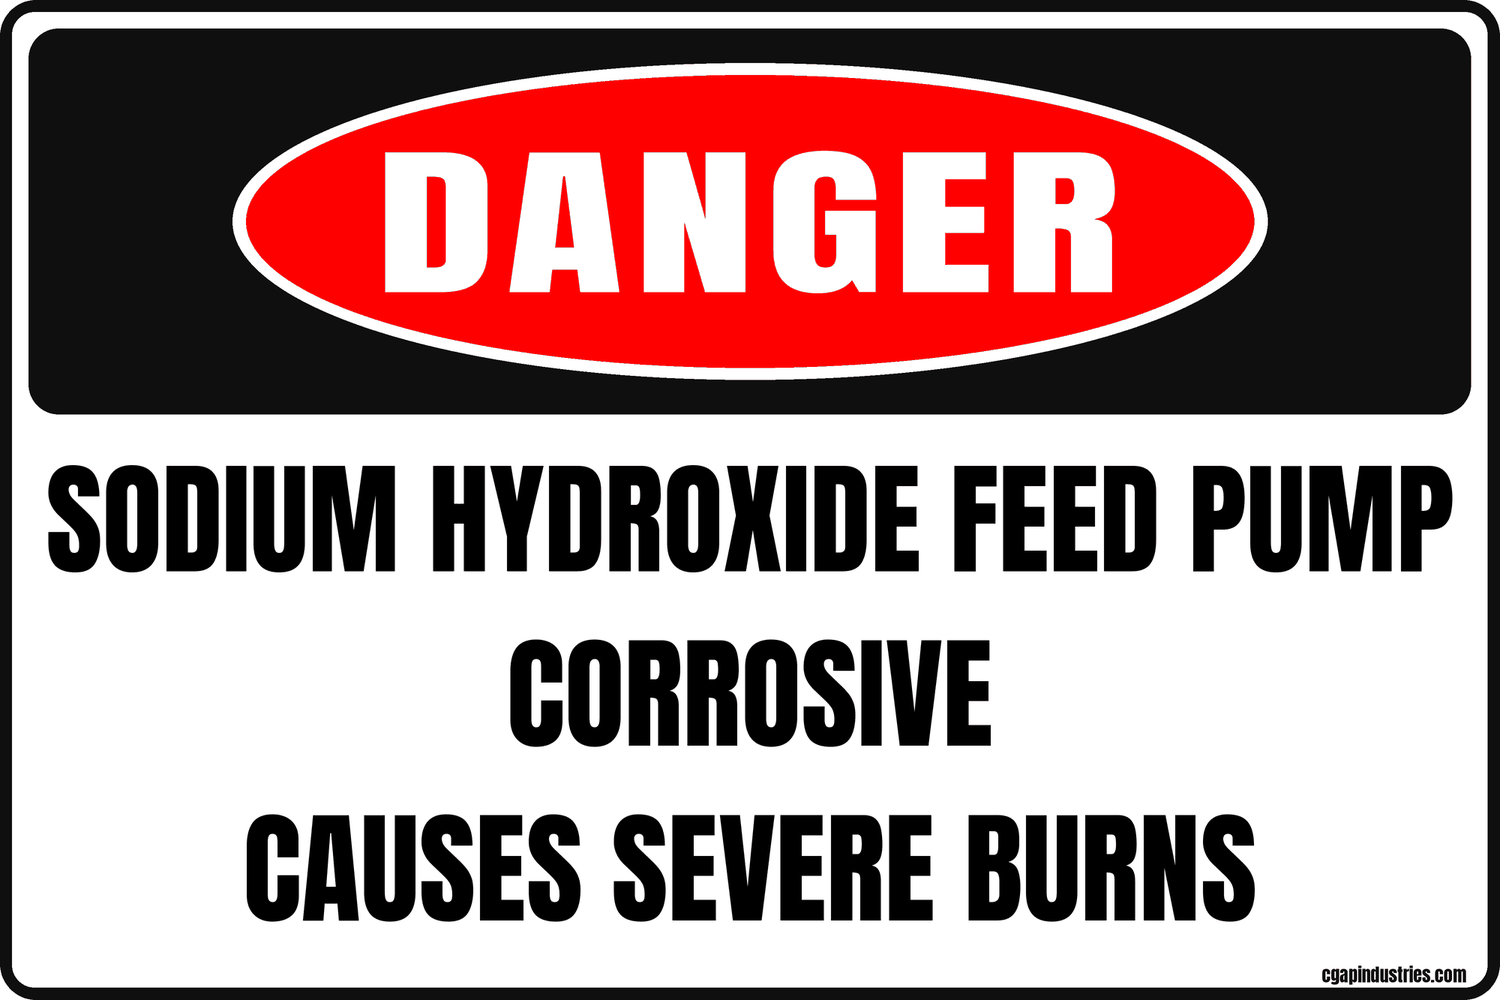 DANGER
SODIUM HYDROXIDE FEED PUMP
CORROSIVE
CAUSES SEVERE BURNS
cgapindustries.com